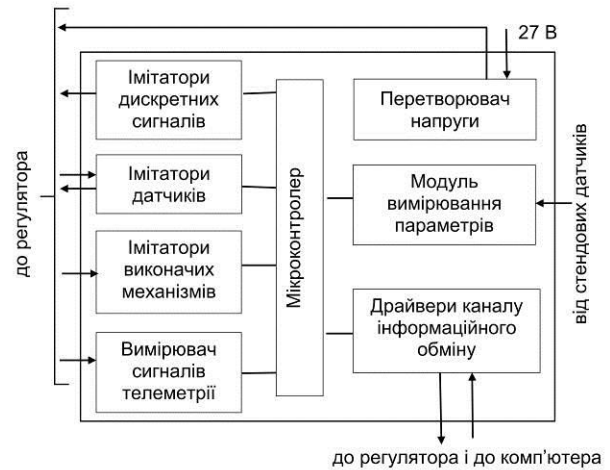 27 В
Імітатори
дискретних
сигналів
Перетворювач
напруги
до регулятора
Імітатори
датчиків
Мікроконтролер
Модуль
вимірювання
параметрів
від стендових датчиків
Імітатори
виконачих
механізмів
Драйвери каналу
інформаційного
обміну
Вимірювач
сигналів
телеметрії
до регулятора і до комп'ютера